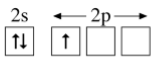 2s ← 2p →
↑↓ ↑